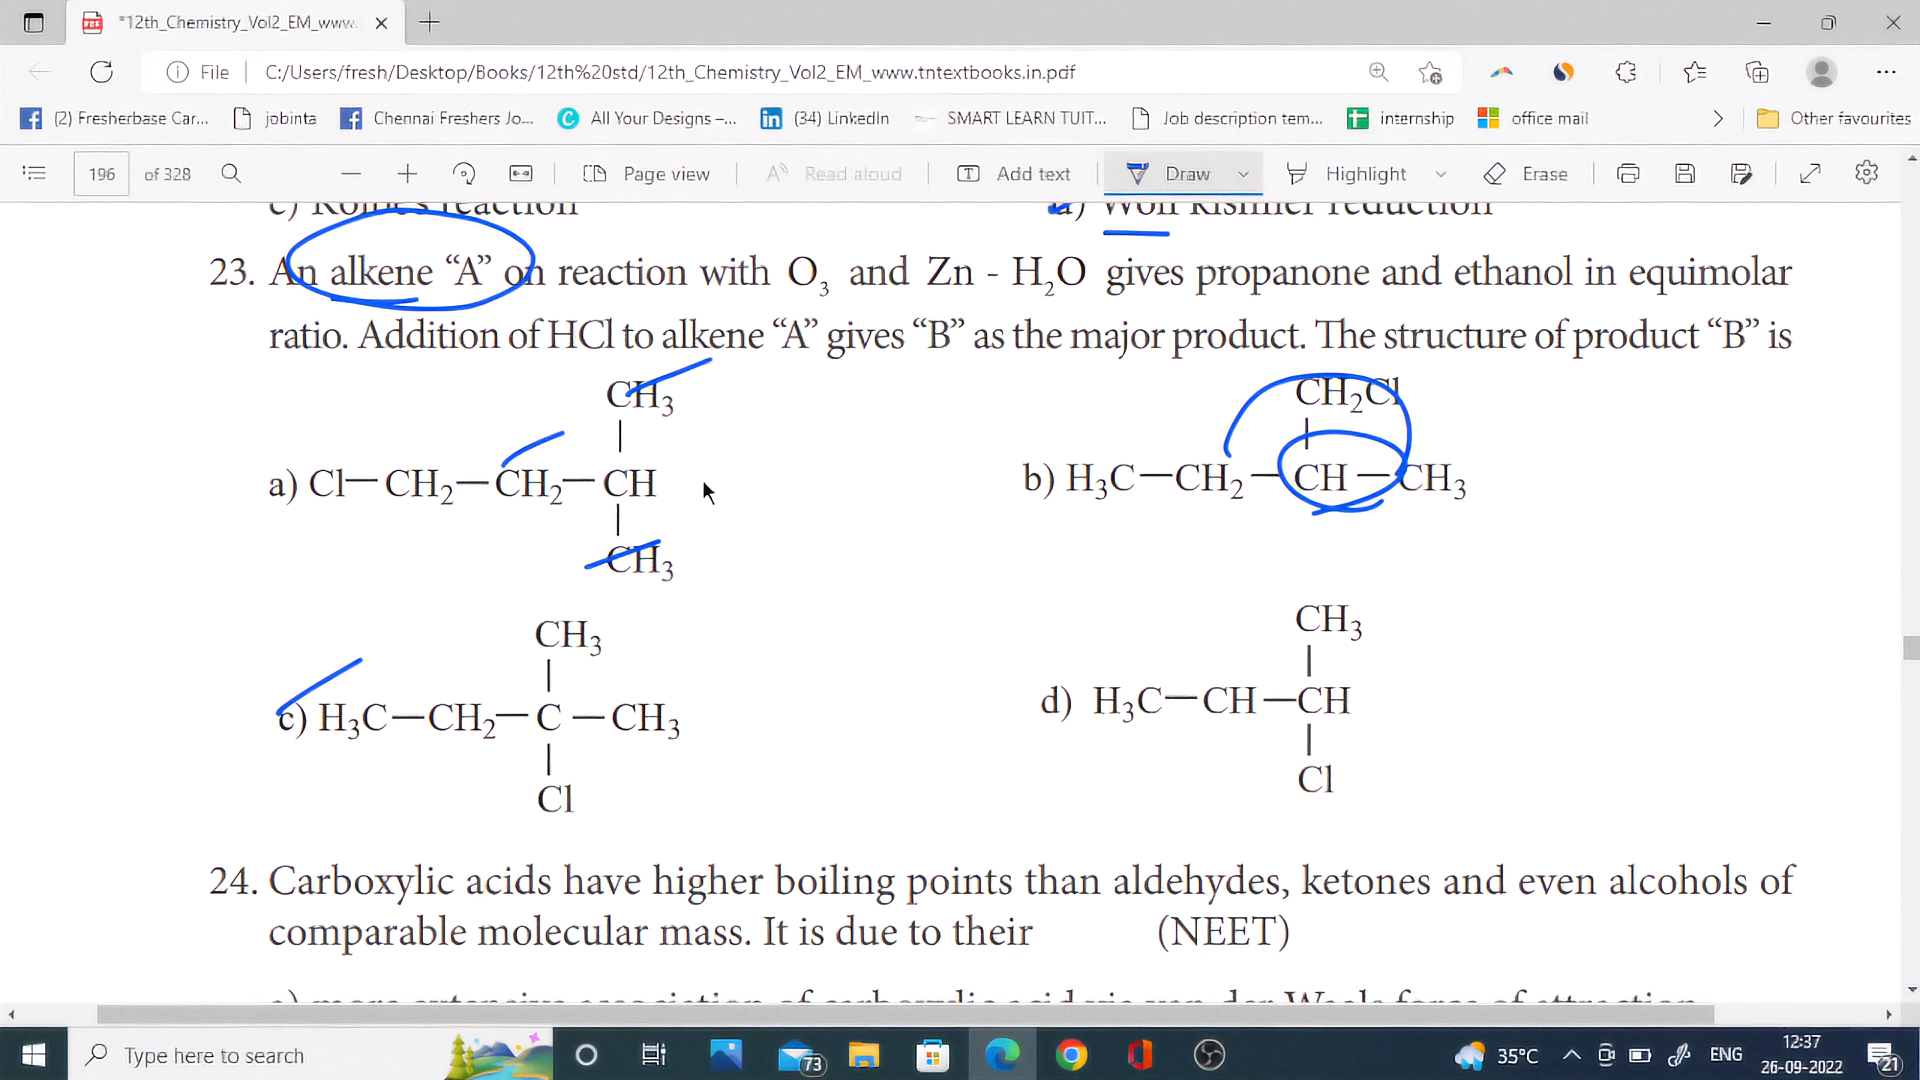 *12th_Chemistry_Vol2_EM_www.
File C:/Users/fresh/Desktop/Books/12th%20std/12th_Chemistry_Vol2_EM_www.tntextbooks.in.pdf
(2) Fresherbase Car... jobinta Chennai Freshers Jo... All Your Designs –... (34) LinkedIn SMART LEARN TUIT... Job description tem... internship office mail Other favourites
196 of 328 Page view Read aloud Add text Draw Highlight Erase
23. An alkene “A” on reaction with O3 and Zn - H2O gives propanone and ethanol in equimolar
ratio. Addition of HCl to alkene “A” gives “B” as the major product. The structure of product “B” is
CH3
a) Cl—CH2—CH2—CH
CH3
CH2Cl
b) H3C—CH2—CH—CH3
CH3
c) H3C—CH2—C—CH3
Cl
CH3
d) H3C—CH—CH
Cl
24. Carboxylic acids have higher boiling points than aldehydes, ketones and even alcohols of
comparable molecular mass. It is due to their (NEET)
Type here to search
73
35°C ENG 12:37
26-09-2022
21